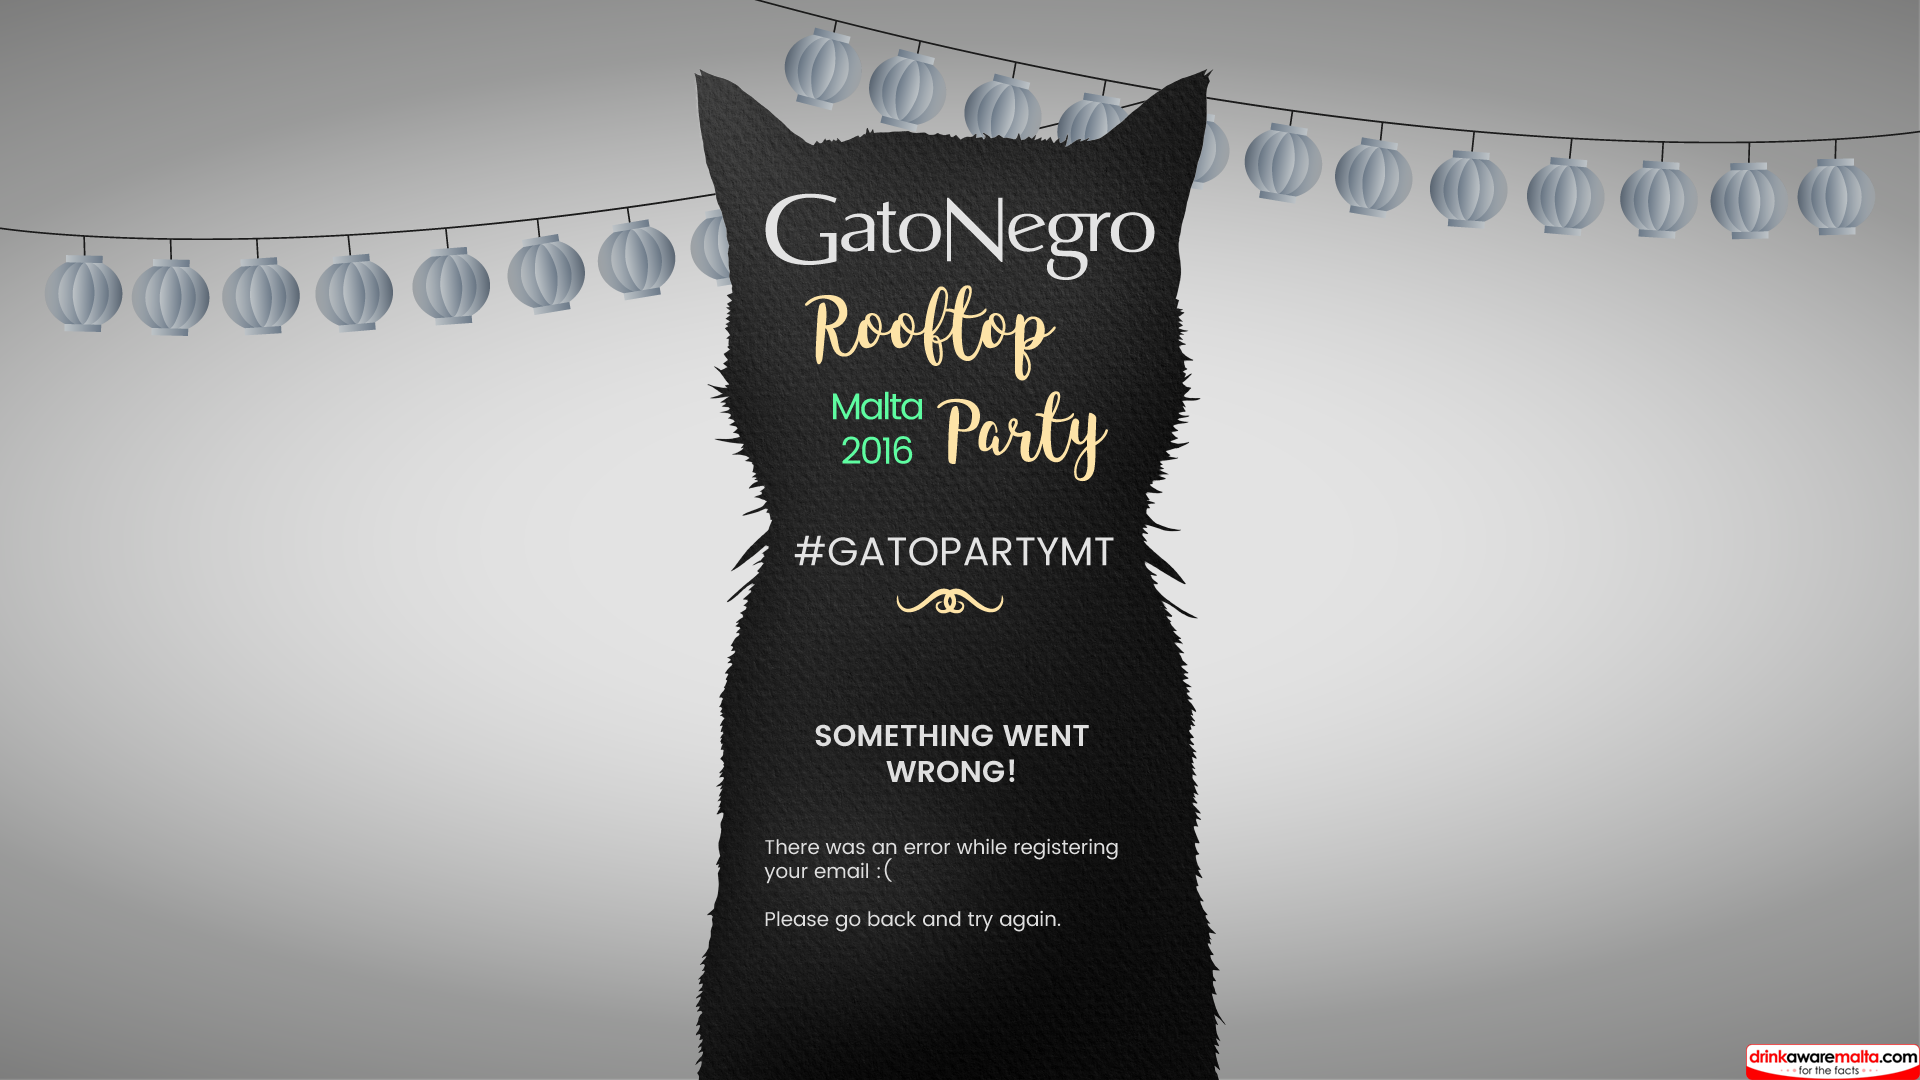 GatoNegro
Rooftop
Malta
2016
Party
#GATOPARTYMT
SOMETHING WENT
WRONG!
There was an error while registering
your email :(
Please go back and try again.
drinkawaremalta.com
for the facts